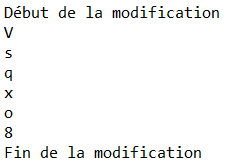 Début de la modification
V
s
q
x
o
8
Fin de la modification